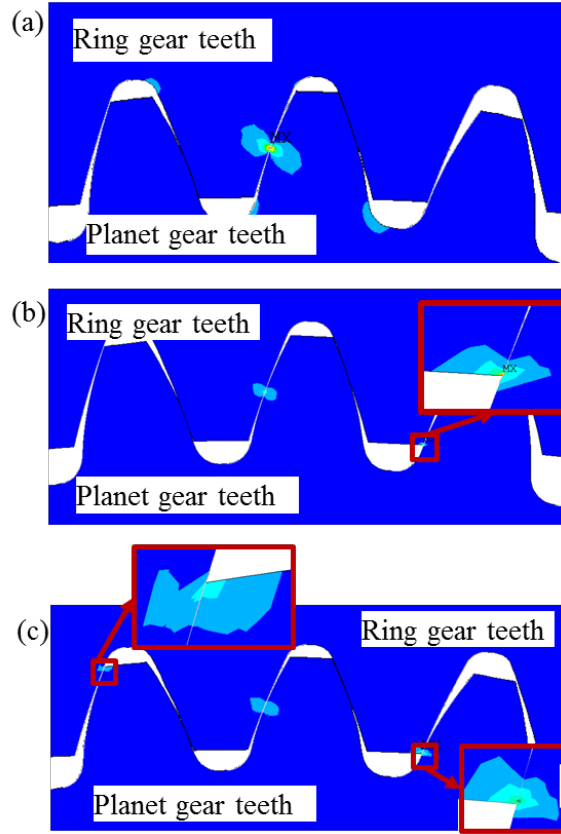 (a)
Ring gear teeth
MX
Planet gear teeth
(b)
Ring gear teeth
MX
Planet gear teeth
(c)
Ring gear teeth
Planet gear teeth